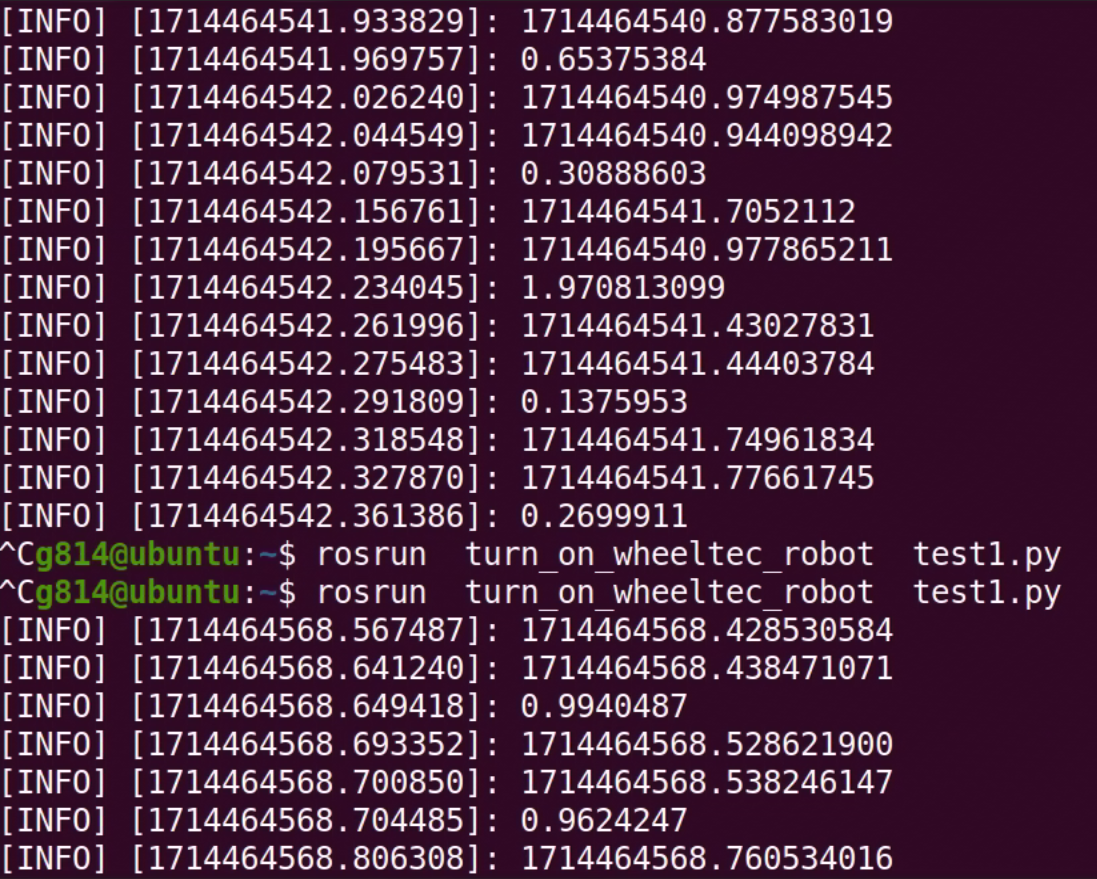 [INFO] [1714464541.933829]: 1714464540.877583019
[INFO] [1714464541.969757]: 0.65375384
[INFO] [1714464542.026240]: 1714464540.974987545
[INFO] [1714464542.044549]: 1714464540.944098942
[INFO] [1714464542.079531]: 0.30888603
[INFO] [1714464542.156761]: 1714464541.7052112
[INFO] [1714464542.195667]: 1714464540.977865211
[INFO] [1714464542.234045]: 1.970813099
[INFO] [1714464542.261996]: 1714464541.43027831
[INFO] [1714464542.275483]: 1714464541.44403784
[INFO] [1714464542.291809]: 0.1375953
[INFO] [1714464542.318548]: 1714464541.74961834
[INFO] [1714464542.327870]: 1714464541.77661745
[INFO] [1714464542.361386]: 0.2699911
^Cg814@ubuntu:~$ rosrun  turn_on_wheeltec_robot  test1.py
^Cg814@ubuntu:~$ rosrun  turn_on_wheeltec_robot  test1.py
[INFO] [1714464568.567487]: 1714464568.428530584
[INFO] [1714464568.641240]: 1714464568.438471071
[INFO] [1714464568.649418]: 0.9940487
[INFO] [1714464568.693352]: 1714464568.528621900
[INFO] [1714464568.700850]: 1714464568.538246147
[INFO] [1714464568.704485]: 0.9624247
[INFO] [1714464568.806308]: 1714464568.760534016